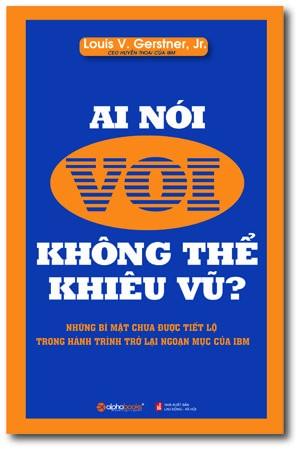 Louis V. Gerstner, Jr.
CEO HUYỀN THOẠI CỦA IBM
AI NÓI
VOI
KHÔNG THỂ
KHIÊU VŨ?
NHỮNG BÍ MẬT CHƯA ĐƯỢC TIẾT LỘ
TRONG HÀNH TRÌNH TRỞ LẠI NGOẠN MỤC CỦA IBM
alphabooks
NHÀ XUẤT BẢN
LAO ĐỘNG - XÃ HỘI